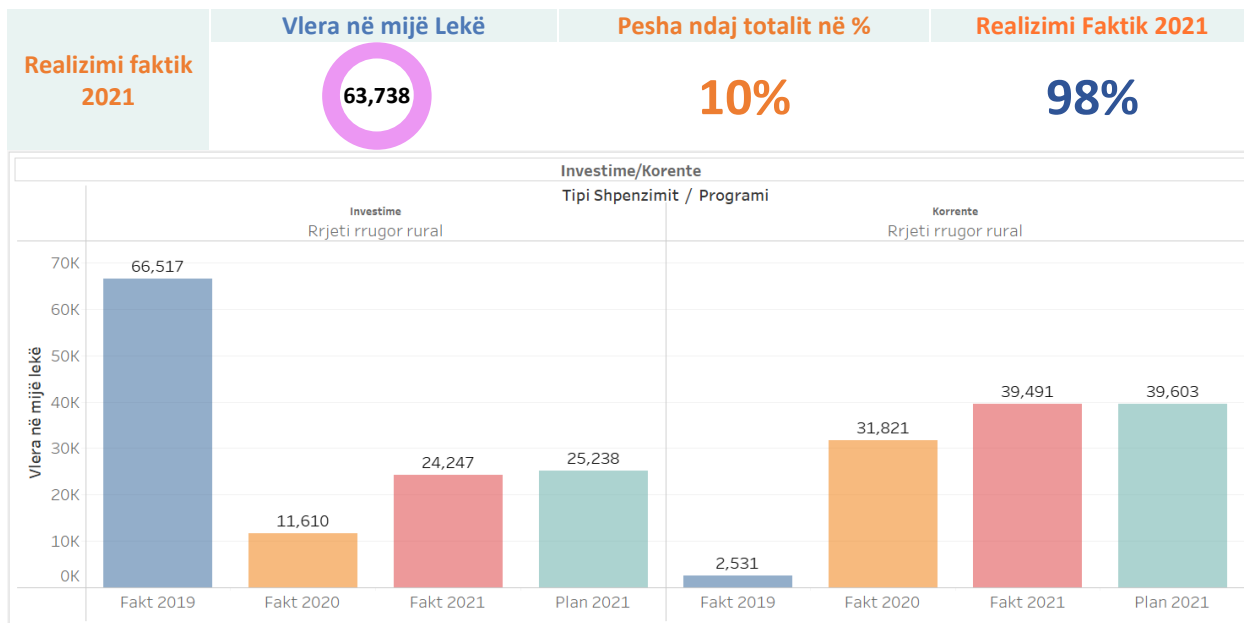 Realizimi faktik
2021
Vlera në mijë Lekë
Pesha ndaj totalit në %
Realizimi Faktik 2021
63,738
10%
98%
Investime/Korente
Tipi Shpenzimit / Programi
Investime
Korrente
Rrjeti rrugor rural
Rrjeti rrugor rural
Vlera në mijë lekë
70K
60K
50K
40K
30K
20K
10K
0K
66,517
11,610
24,247
25,238
2,531
31,821
39,491
39,603
Fakt 2019
Fakt 2020
Fakt 2021
Plan 2021
Fakt 2019
Fakt 2020
Fakt 2021
Plan 2021